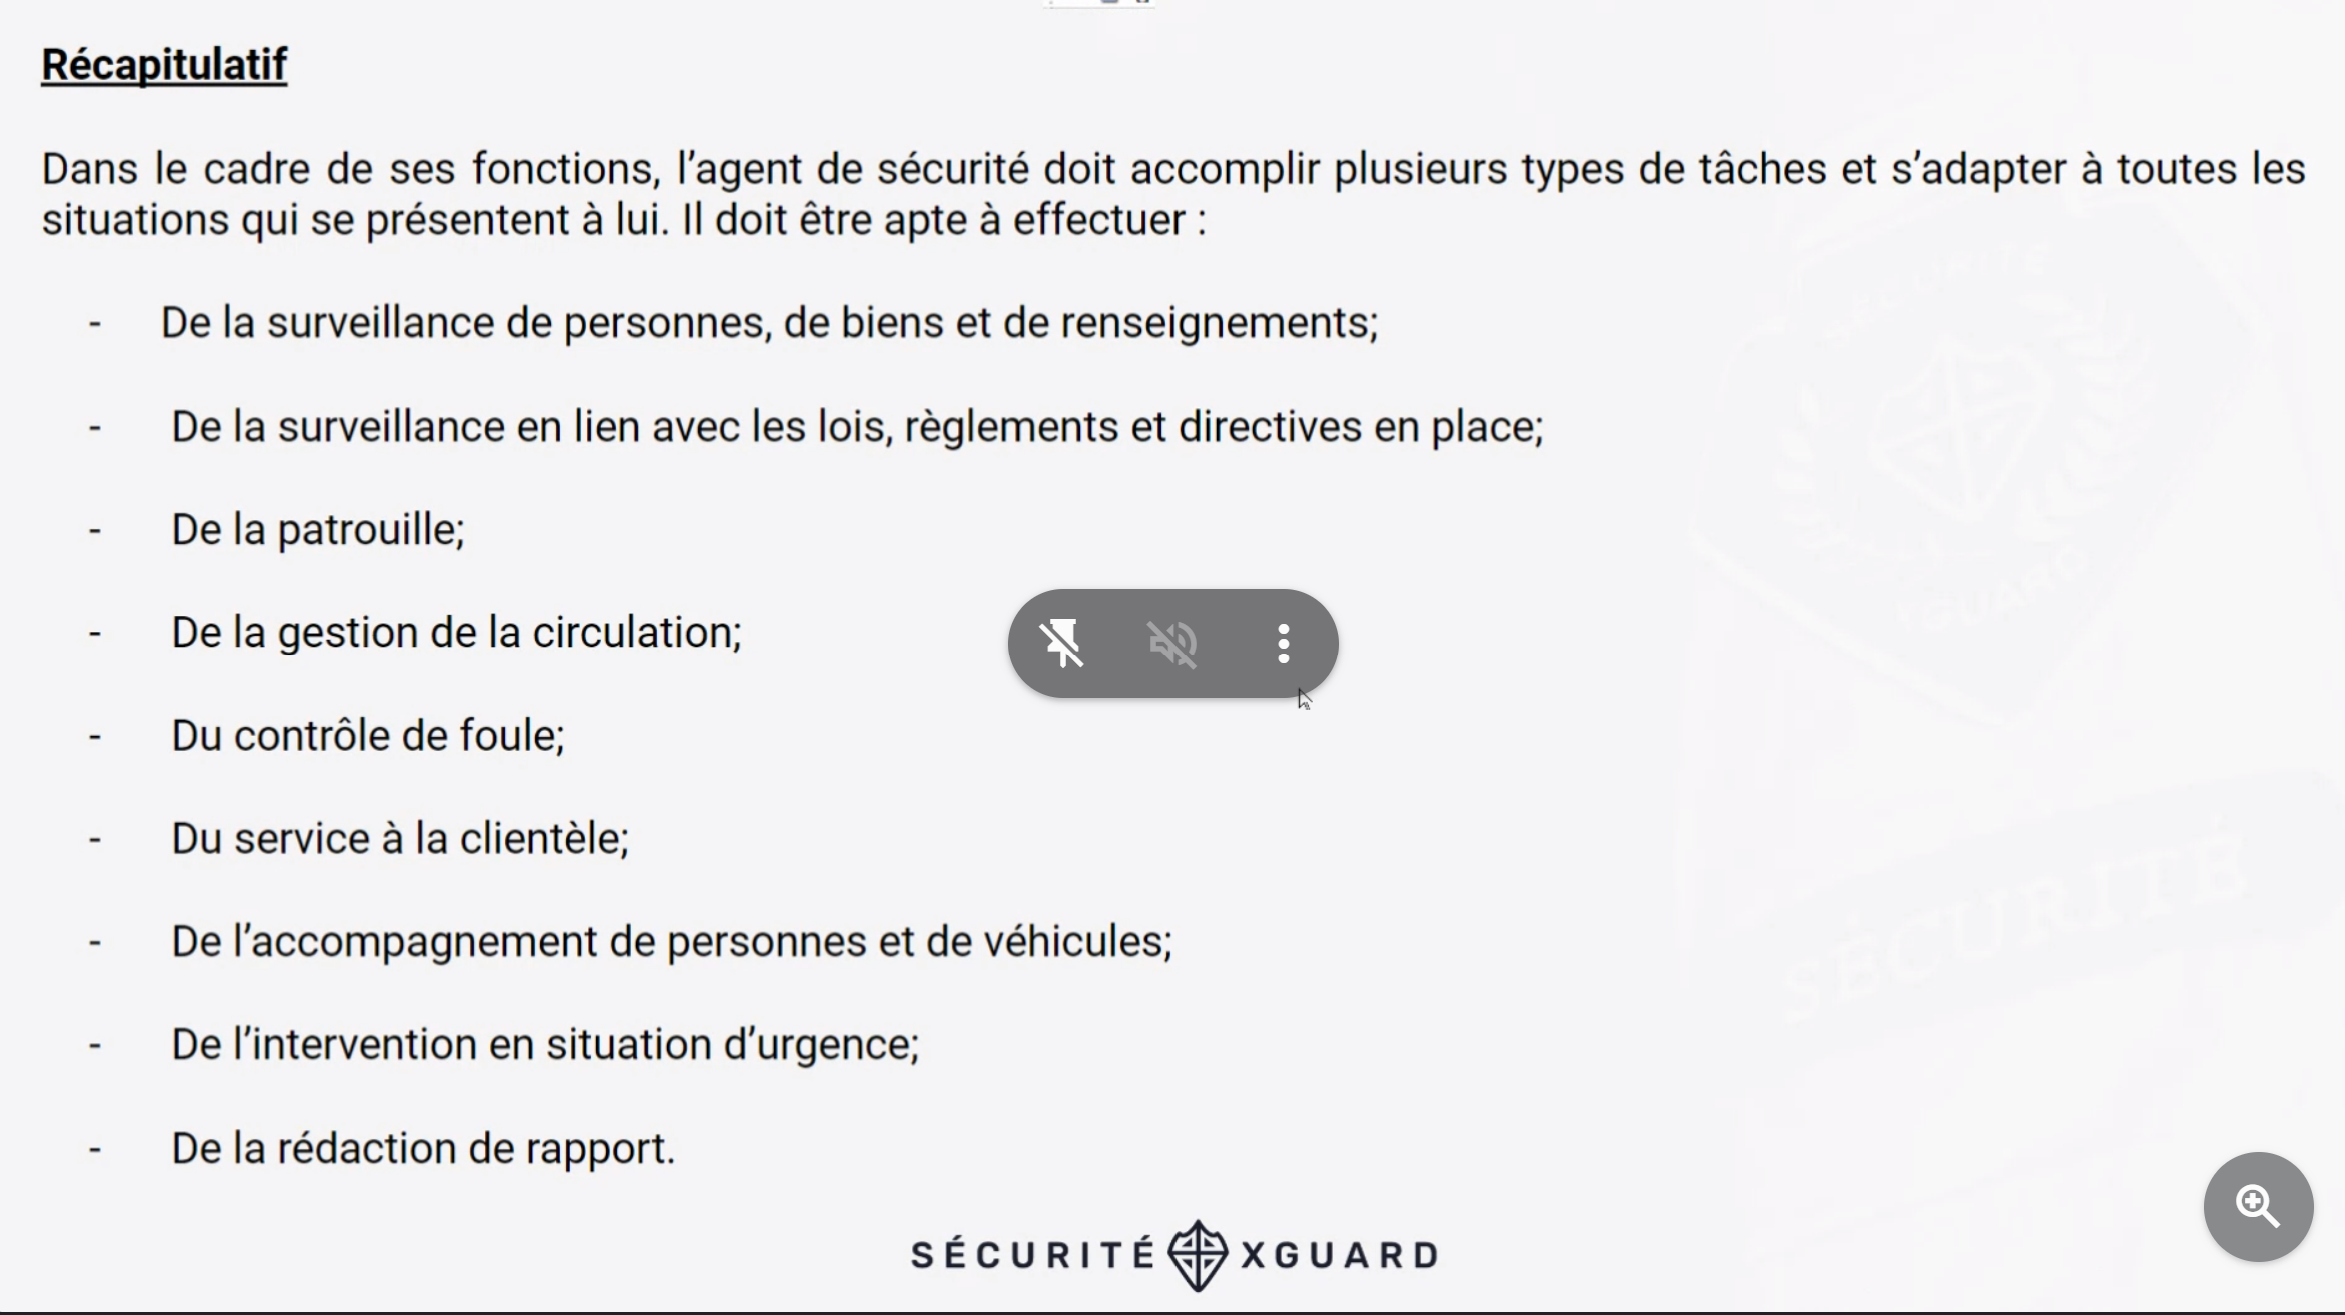 Récapitulatif
Dans le cadre de ses fonctions, l’agent de sécurité doit accomplir plusieurs types de tâches et s’adapter à toutes les
situations qui se présentent à lui. Il doit être apte à effectuer :
- De la surveillance de personnes, de biens et de renseignements;
- De la surveillance en lien avec les lois, règlements et directives en place;
- De la patrouille;
- De la gestion de la circulation;
- Du contrôle de foule;
- Du service à la clientèle;
- De l’accompagnement de personnes et de véhicules;
- De l’intervention en situation d’urgence;
- De la rédaction de rapport.
SÉCURITÉ XGUARD
SÉCURITÉ
XGUARD
SÉCURITÉ